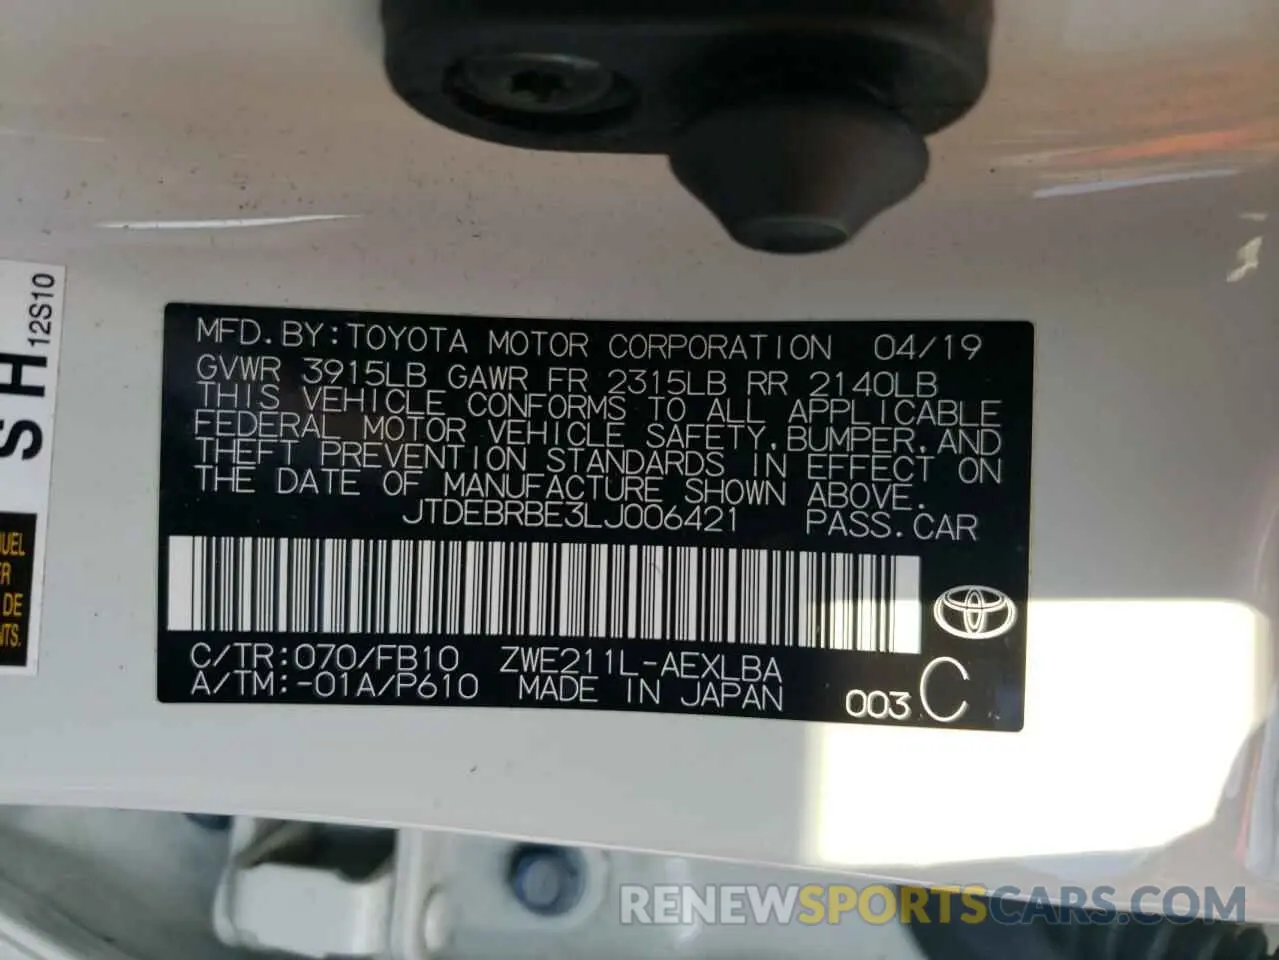 MFD. BY: TOYOTA MOTOR CORPORATION 04/19
GVWR 3915LB GAWR FR 2315LB RR 2140LB
THIS VEHICLE CONFORMS TO ALL APPLICABLE
FEDERAL MOTOR VEHICLE SAFETY, BUMPER, AND
THEFT PREVENTION STANDARDS IN EFFECT ON
THE DATE OF MANUFACTURE SHOWN ABOVE.
JTDEBRBE3LJ006421 PASS. CAR
C/TR: 070/FB10 ZWE211L-AEXLBA
A/TM: -01A/P610 MADE IN JAPAN 003 C
12S10
S H
DE
RENEWSPORTSCARS.COM